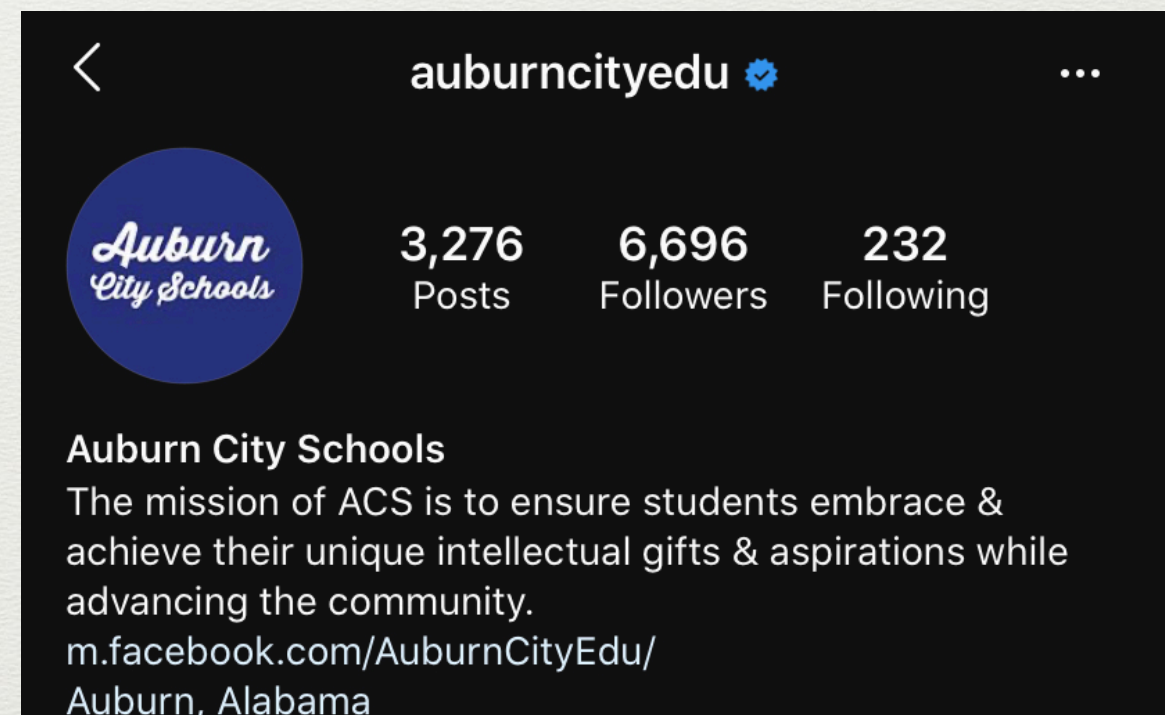 auburncityedu
Auburn
City Schools
3,276 6,696 232
Posts Followers Following
Auburn City Schools
The mission of ACS is to ensure students embrace &
achieve their unique intellectual gifts & aspirations while
advancing the community.
m.facebook.com/AuburnCityEdu/
Auburn, Alabama